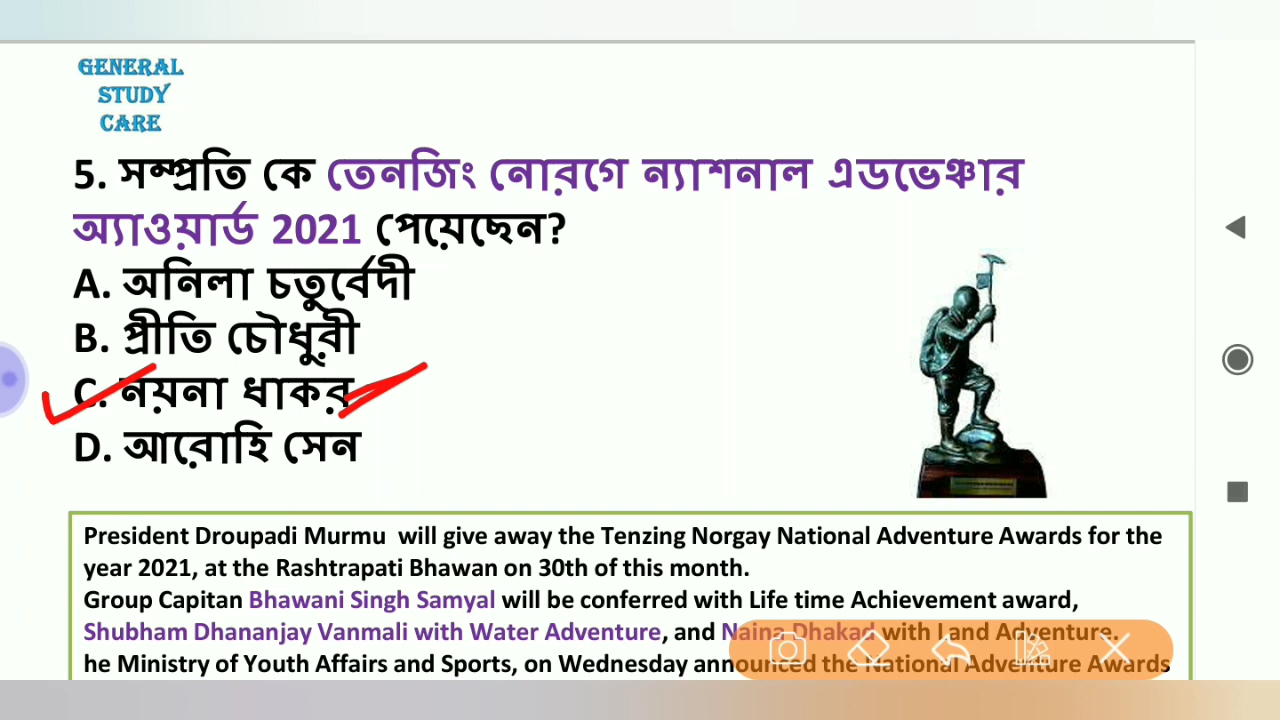 GENERAL
STUDY
CARE
5. সম্প্রতি কে তেনজিং নোরগে ন্যাশনাল এডভেঞ্চার
অ্যাওয়ার্ড 2021 পেয়েছেন?
A. অনিলা চতুর্বেদী
B. প্রীতি চৌধুরী
C. নয়না ধাকর
D. আরোহি সেন
President Droupadi Murmu will give away the Tenzing Norgay National Adventure Awards for the
year 2021, at the Rashtrapati Bhawan on 30th of this month.
Group Capitan Bhawani Singh Samyal will be conferred with Life time Achievement award,
Shubham Dhananjay Vanmali with Water Adventure, and Naina Dhakad with Land Adventure.
he Ministry of Youth Affairs and Sports, on Wednesday announced the National Adventure Awards